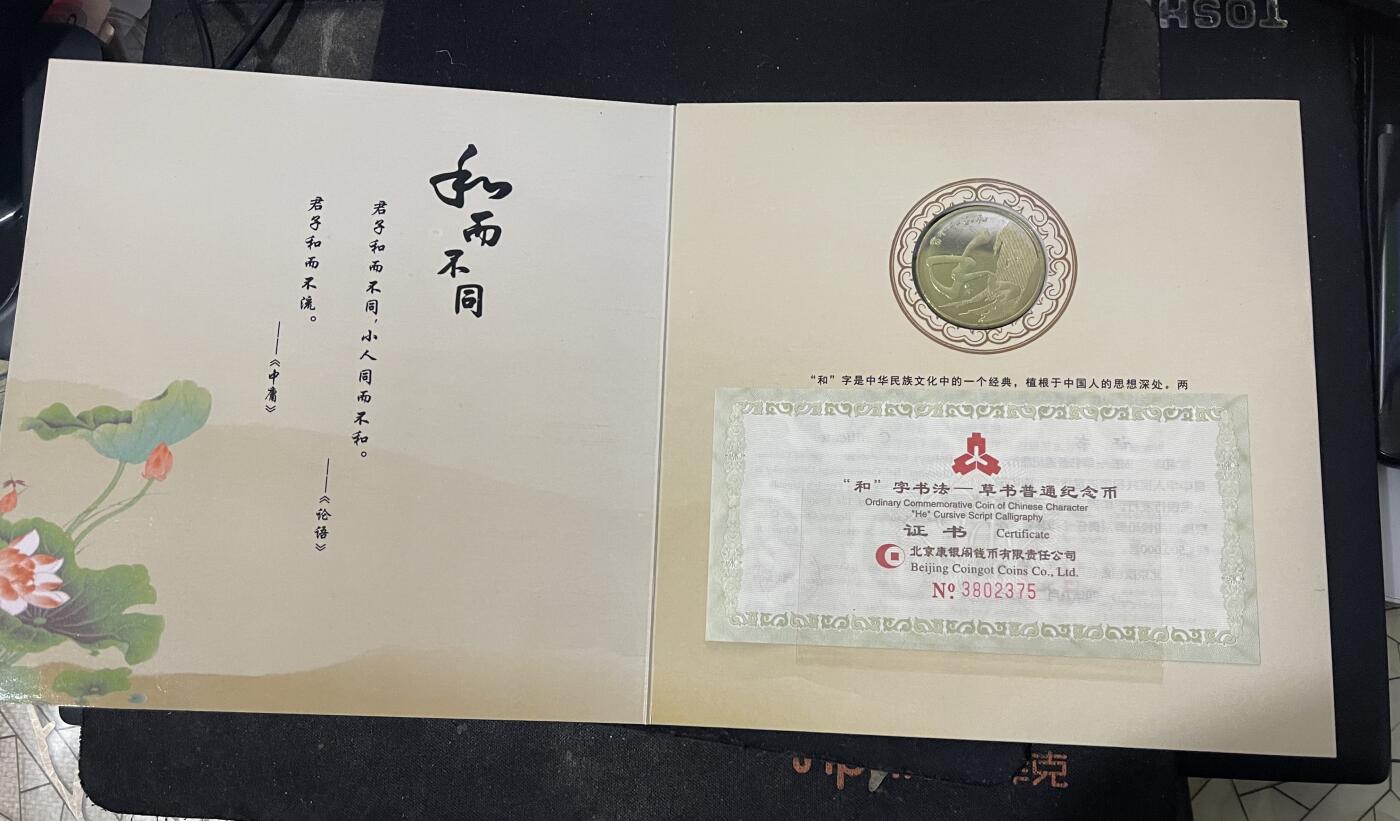 TOSH
和而不同
君子和而不同，小人同而不和。
——《论语》
君子和而不流。
——《中庸》
“和”字是中华民族文化中的一个经典，植根于中国人的思想深处。两
“和”字书法—草书普通纪念币
Ordinary Commemorative Coin of Chinese Character
"He" Cursive Script Calligraphy
证书 Certificate
北京康银阁钱币有限责任公司
Beijing Coingot Coins Co., Ltd.
№ 3802375
克